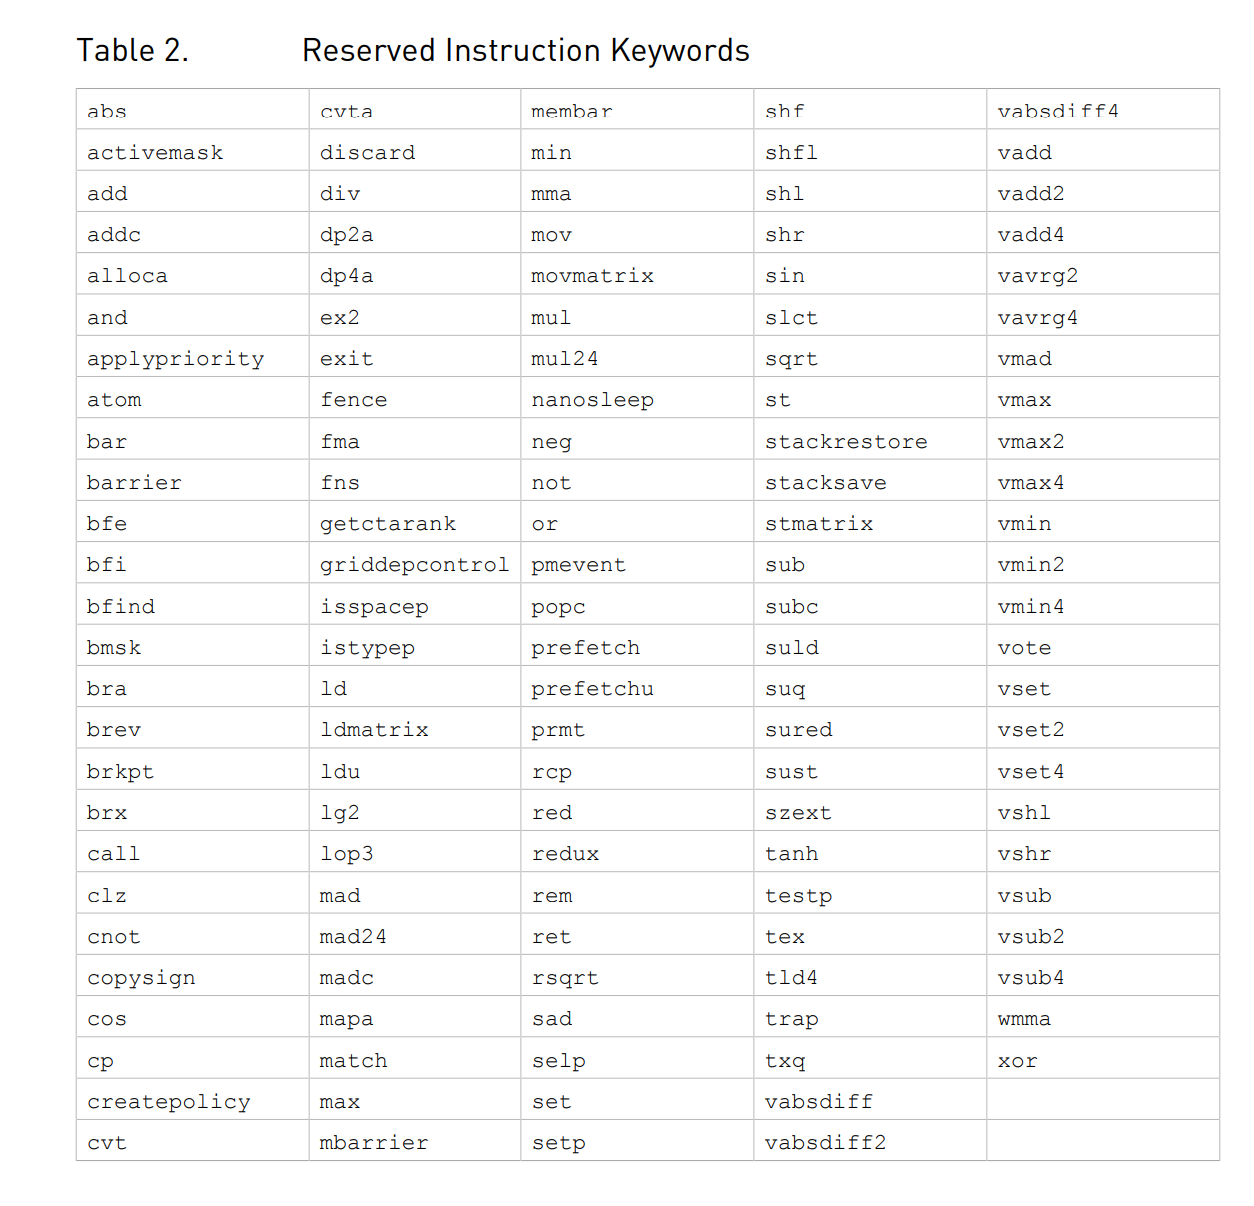 Table 2. Reserved Instruction Keywords
abs cvta membar shf vabsdiff4
activemask discard min shfl vadd
add div mma shl vadd2
addc dp2a mov shr vadd4
alloca dp4a movmatrix sin vavrg2
and ex2 mul slct vavrg4
applypriority exit mul24 sqrt vmad
atom fence nanosleep st vmax
bar fma neg stackrestore vmax2
barrier fns not stacksave vmax4
bfe getctarank or stmatrix vmin
bfi griddepcontrol pmevent sub vmin2
bfind isspacep popc subc vmin4
bmsk istypep prefetch suld vote
bra ld prefetchu suq vset
brev ldmatrix prmt sured vset2
brkpt ldu rcp sust vset4
brx lg2 red szext vshl
call lop3 redux tanh vshr
clz mad rem testp vsub
cnot mad24 ret tex vsub2
copysign madc rsqrt tld4 vsub4
cos mapa sad trap wmma
cp match selp txq xor
createpolicy max set vabsdiff
cvt mbarrier setp vabsdiff2